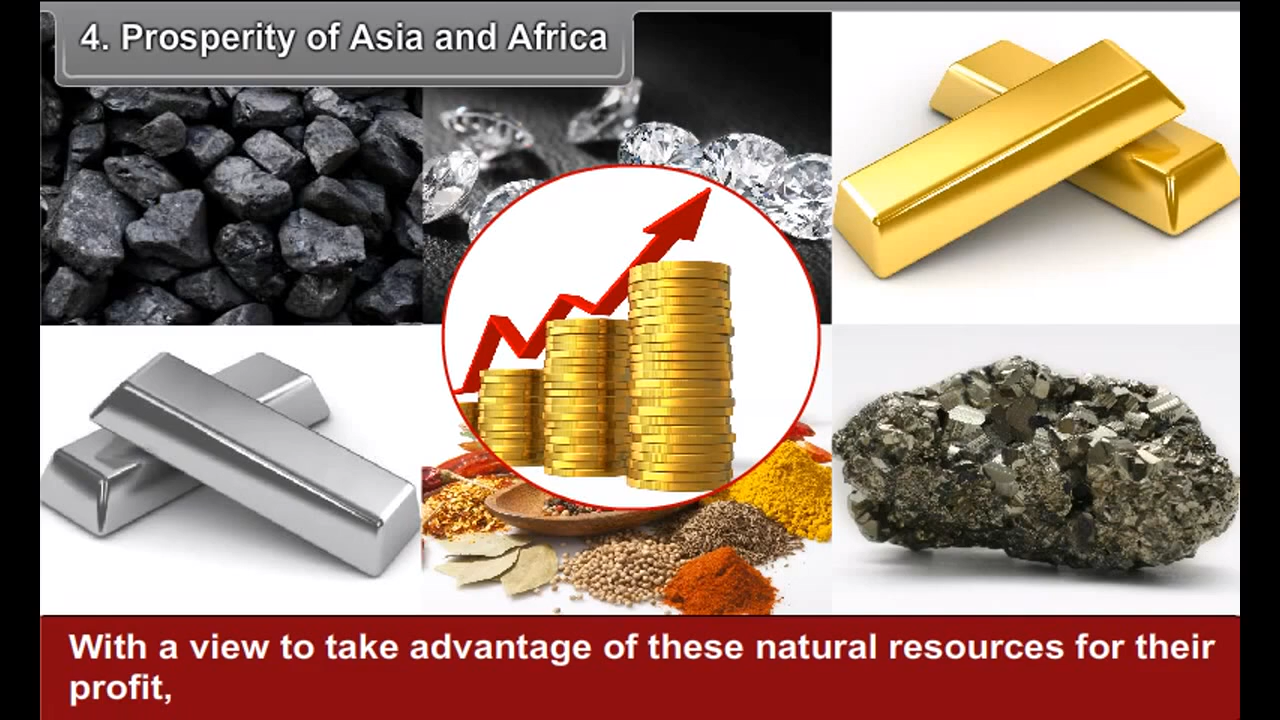 4. Prosperity of Asia and Africa
With a view to take advantage of these natural resources for their
profit,